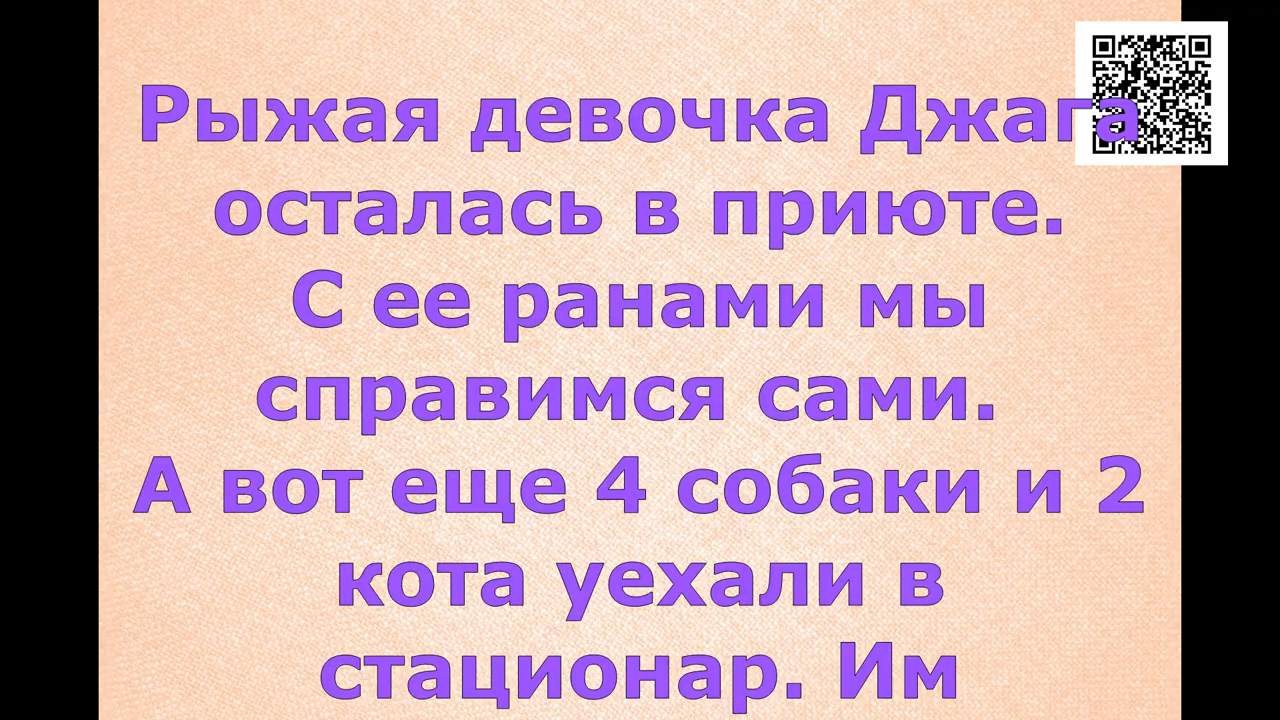 Рыжая девочка Джага
осталась в приюте.
С ее ранами мы
справимся сами.
А вот еще 4 собаки и 2
кота уехали в
стационар. Им